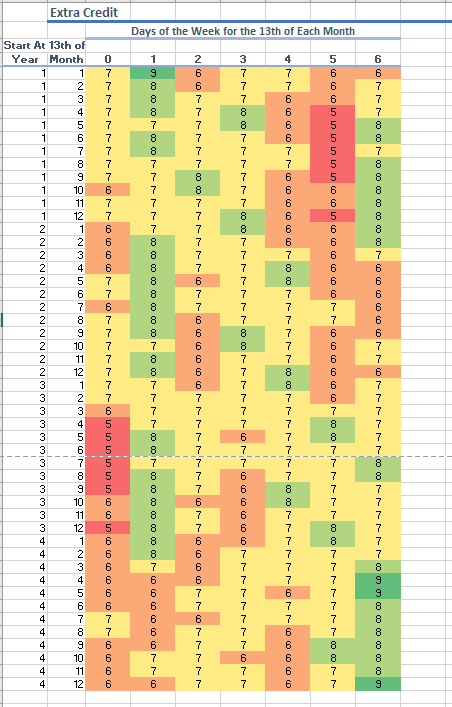 Extra Credit
Days of the Week for the 13th of Each Month
Start At 13th of
Year Month 0 1 2 3 4 5 6
1 1 7 9 6 7 7 6 6
1 2 7 8 6 7 7 6 7
1 3 7 8 7 7 6 6 7
1 4 7 8 7 8 6 5 7
1 5 7 7 7 8 6 5 8
1 6 7 8 7 7 6 5 8
1 7 7 8 7 7 7 5 7
1 8 7 7 7 7 7 5 8
1 9 7 7 8 7 6 5 8
1 10 6 7 8 7 6 6 8
1 11 7 7 7 7 6 6 8
1 12 7 7 7 8 6 5 8
2 1 6 7 7 8 6 6 8
2 2 6 8 7 7 6 6 8
2 3 6 8 7 7 7 6 7
2 4 6 8 7 7 8 6 6
2 5 7 8 6 7 8 6 6
2 6 7 8 7 7 7 6 6
2 7 6 8 7 7 7 7 6
2 8 7 8 6 7 7 7 6
2 9 7 8 6 8 7 6 6
2 10 7 7 6 8 7 6 7
2 11 7 8 6 7 7 6 7
2 12 7 8 6 7 8 6 6
3 1 7 7 6 7 8 6 7
3 2 7 7 7 7 7 6 7
3 3 6 7 7 7 7 7 7
3 4 5 7 7 7 7 8 7
3 5 5 8 7 6 7 8 7
3 6 5 8 7 7 7 7 7
3 7 5 7 7 7 7 7 8
3 8 5 8 7 6 7 7 8
3 9 5 8 7 6 8 7 7
3 10 6 8 6 6 8 7 7
3 11 6 8 7 6 7 7 7
3 12 5 8 7 6 7 8 7
4 1 6 8 6 6 7 8 7
4 2 6 8 6 7 7 7 7
4 3 6 7 6 7 7 7 8
4 4 6 6 6 7 7 7 9
4 5 6 6 7 7 6 7 9
4 6 6 6 7 7 7 7 8
4 7 7 6 6 7 7 7 8
4 8 7 6 7 7 6 7 8
4 9 6 6 7 7 6 8 8
4 10 6 7 7 6 6 8 8
4 11 6 7 7 7 6 7 8
4 12 6 6 7 7 6 7 9